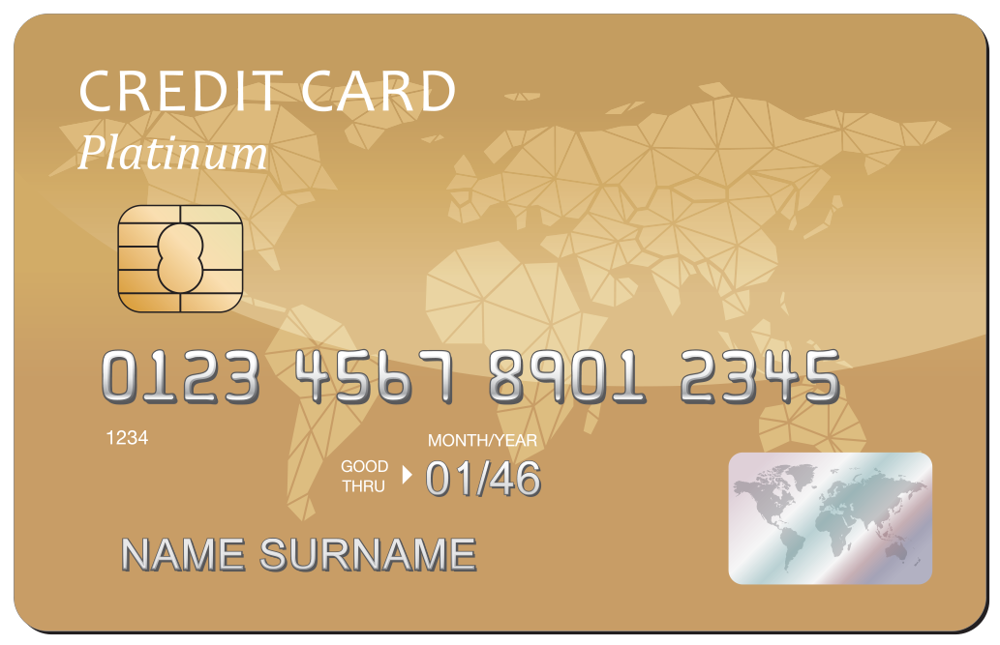 CREDIT CARD
Platinum
0123 4567 8901 2345
1234
MONTH/YEAR
GOOD
THRU
01/46
NAME SURNAME